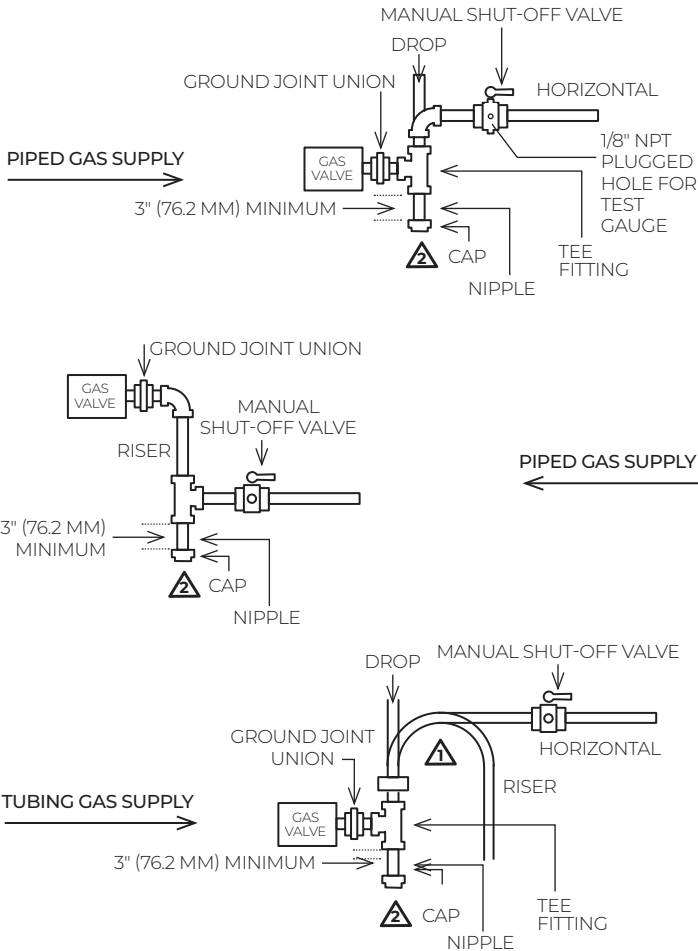 MANUAL SHUT-OFF VALVE
DROP
GROUND JOINT UNION
HORIZONTAL
PIPED GAS SUPPLY
GAS
VALVE
1/8" NPT
PLUGGED
HOLE FOR
TEST
GAUGE
3" (76.2 MM) MINIMUM
2
CAP
TEE
FITTING
NIPPLE
GROUND JOINT UNION
GAS
VALVE
MANUAL
SHUT-OFF VALVE
RISER
PIPED GAS SUPPLY
3" (76.2 MM)
MINIMUM
2
CAP
NIPPLE
MANUAL SHUT-OFF VALVE
DROP
GROUND JOINT
UNION
1
HORIZONTAL
RISER
TUBING GAS SUPPLY
GAS
VALVE
3" (76.2 MM) MINIMUM
2
CAP
TEE
FITTING
NIPPLE